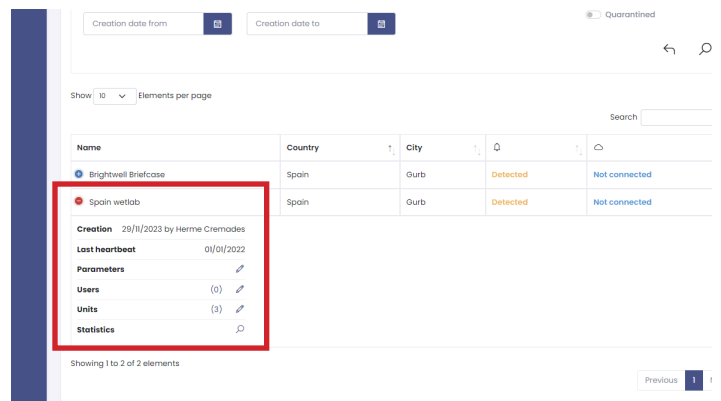 Creation date from Creation date to Quarantined
Show 10 Elements per page
Search
Name Country City
Brightwell Briefcase Spain Gurb Detected Not connected
Spain wetlab Spain Gurb Detected Not connected
Creation 29/11/2023 by Herme Cremades
Last heartbeat 01/01/2022
Parameters
Users (0)
Units (3)
Statistics
Showing 1 to 2 of 2 elements
Previous 1